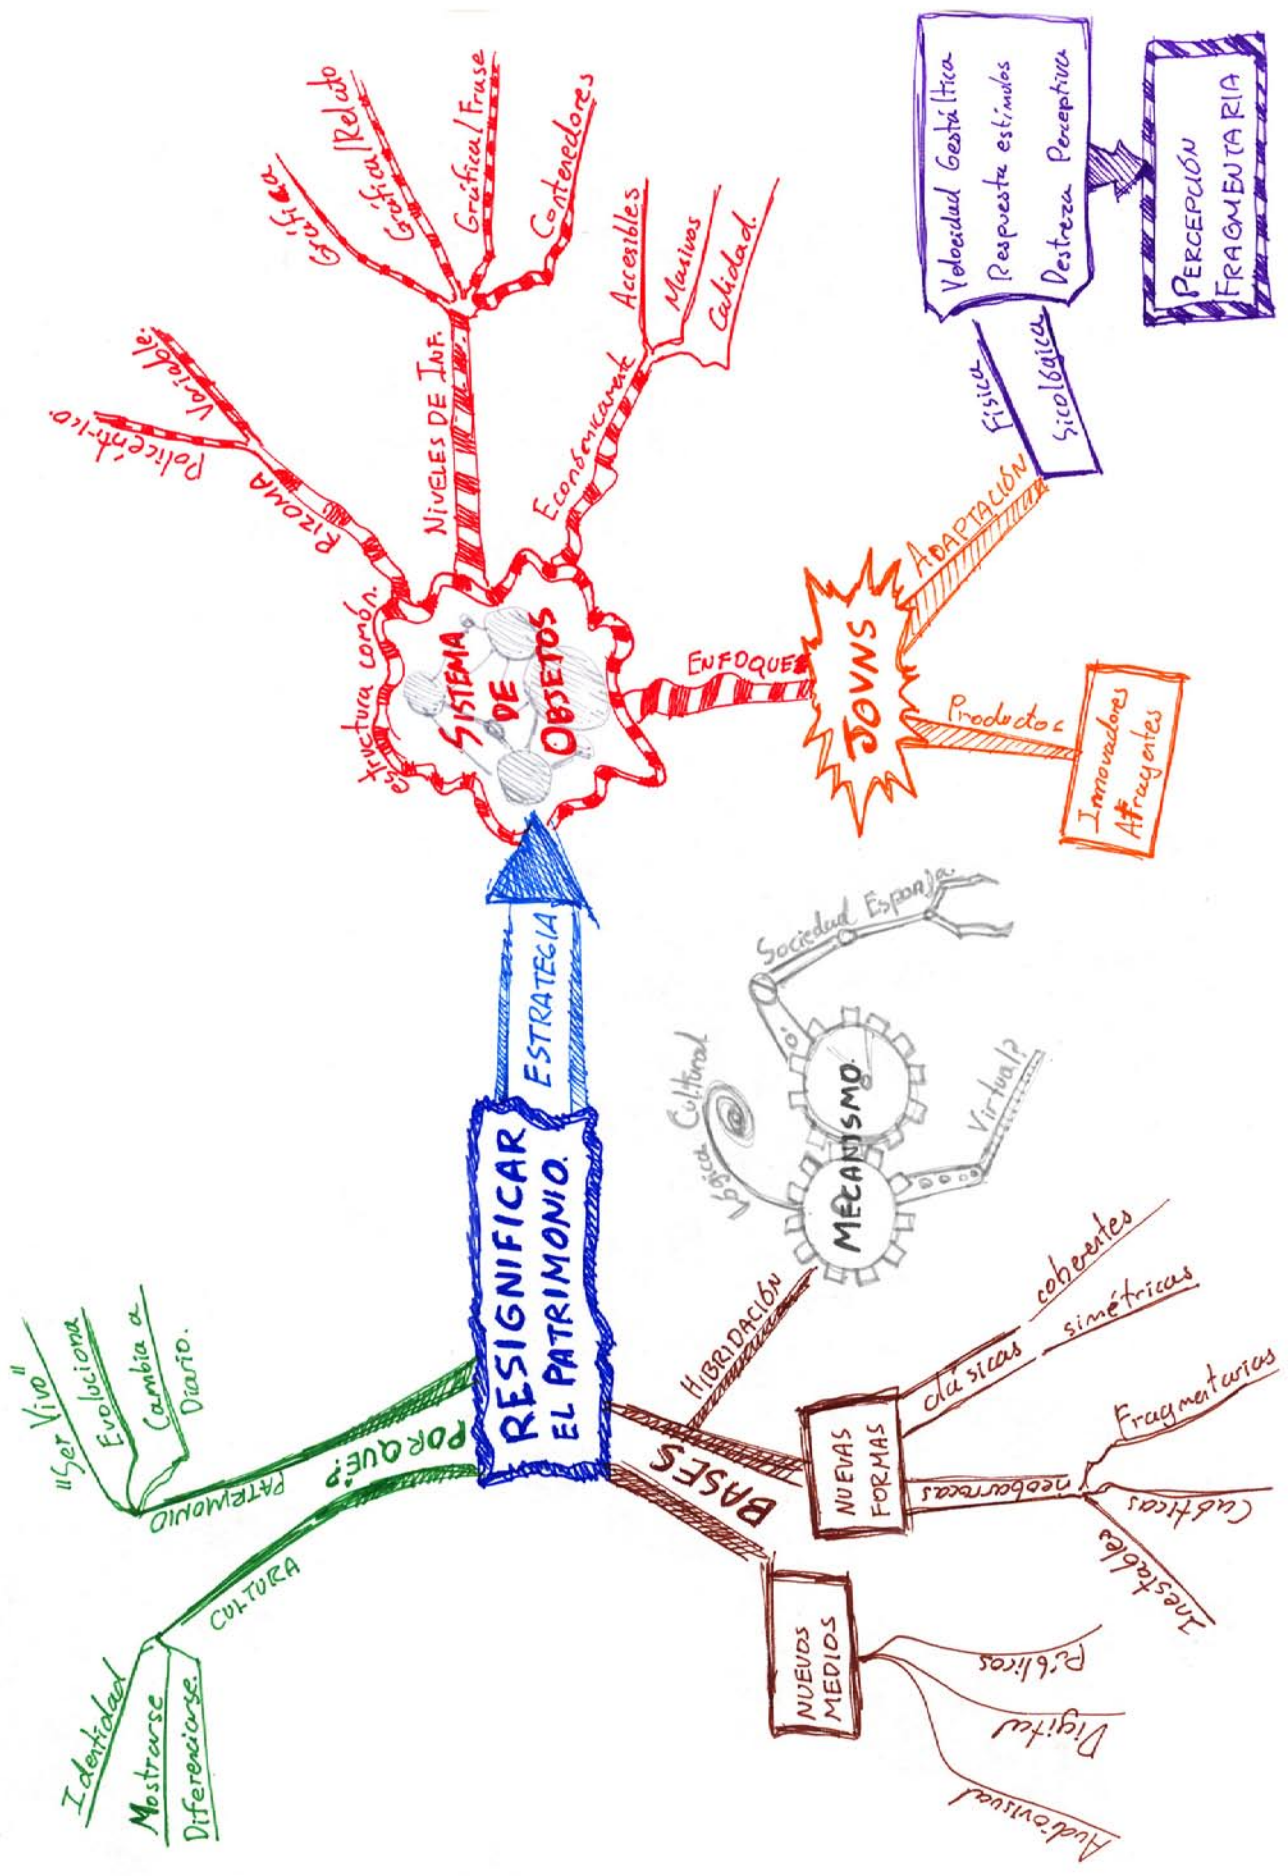 RESIGNIFICAR
EL PATRIMONIO.
PORQUE?
PATRIMONIO
"Ser Vivo"
Evoluciona
Cambia a
Diario.
CULTURA
Identidad
Mostrarse
Diferenciarse.
ESTRATEGIA
SISTEMA
DE
OBJETOS
estructura común.
RIZOMA
Policéntrico.
Variable.
NIVELES DE INF.
Gráfica
Gráfica/Relato
Gráfica/Frase
Contenedores
Económicamente
Accesibles
Masivos
Calidad.
ENFOQUE
JOVNS
ADAPTACIÓN
Física
Sicológica
Velocidad Gestáltica
Respuesta estímulos
Destreza Perceptiva
PERCEPCIÓN
FRAGMENTARIA
Productos
Innovadores
Atrayentes
BASES
HIBRIDACIÓN
MECANISMO.
Lógica Cultural
Sociedad Esponja.
Virtual?
NUEVAS
FORMAS
clásicas
coherentes
simétricas
neobarrocas
Fragmentarias
Caóticas
Inestables
NUEVOS
MEDIOS
Públicos
Digital
Audiovisual